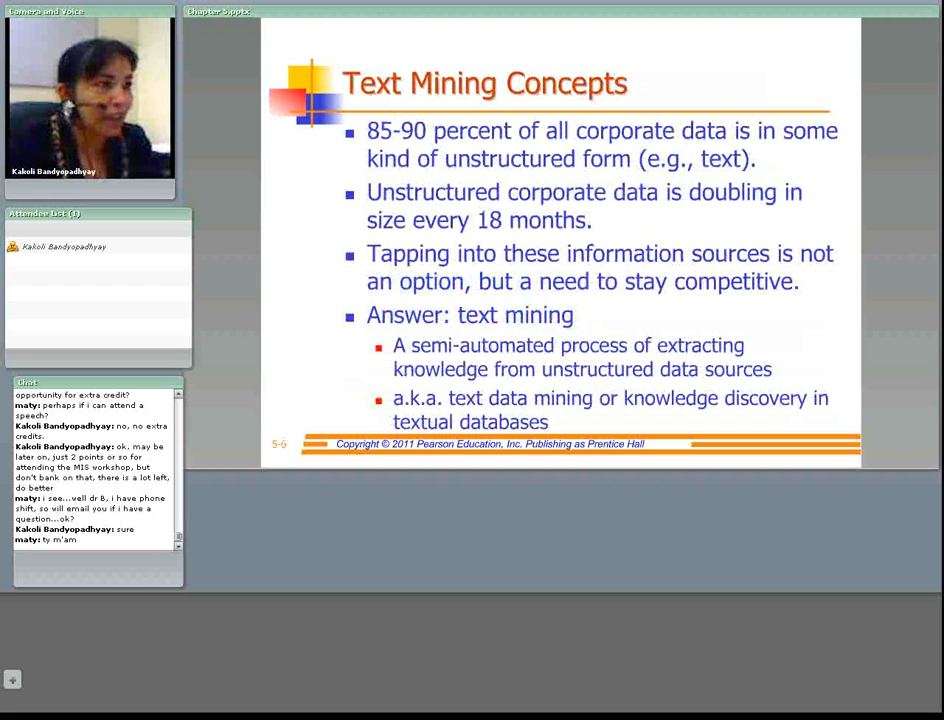 Camera and Voice
Chapter 5.pptx
Kakoli Bandyopadhyay
Attendee List (1)
Kakoli Bandyopadhyay
Chat
opportunity for extra credit?
maty: perhaps if i can attend a
speech?
Kakoli Bandyopadhyay: no, no extra
credits.
Kakoli Bandyopadhyay: ok, may be
later on, just 2 points or so for
attending the MIS workshop, but
don't bank on that, there is a lot left,
do better
maty: i see...well dr B, i have phone
shift, so will email you if i have a
question...ok?
Kakoli Bandyopadhyay: sure
maty: ty m'am
Text Mining Concepts
85-90 percent of all corporate data is in some
kind of unstructured form (e.g., text).
Unstructured corporate data is doubling in
size every 18 months.
Tapping into these information sources is not
an option, but a need to stay competitive.
Answer: text mining
A semi-automated process of extracting
knowledge from unstructured data sources
a.k.a. text data mining or knowledge discovery in
textual databases
5-6
Copyright © 2011 Pearson Education, Inc. Publishing as Prentice Hall